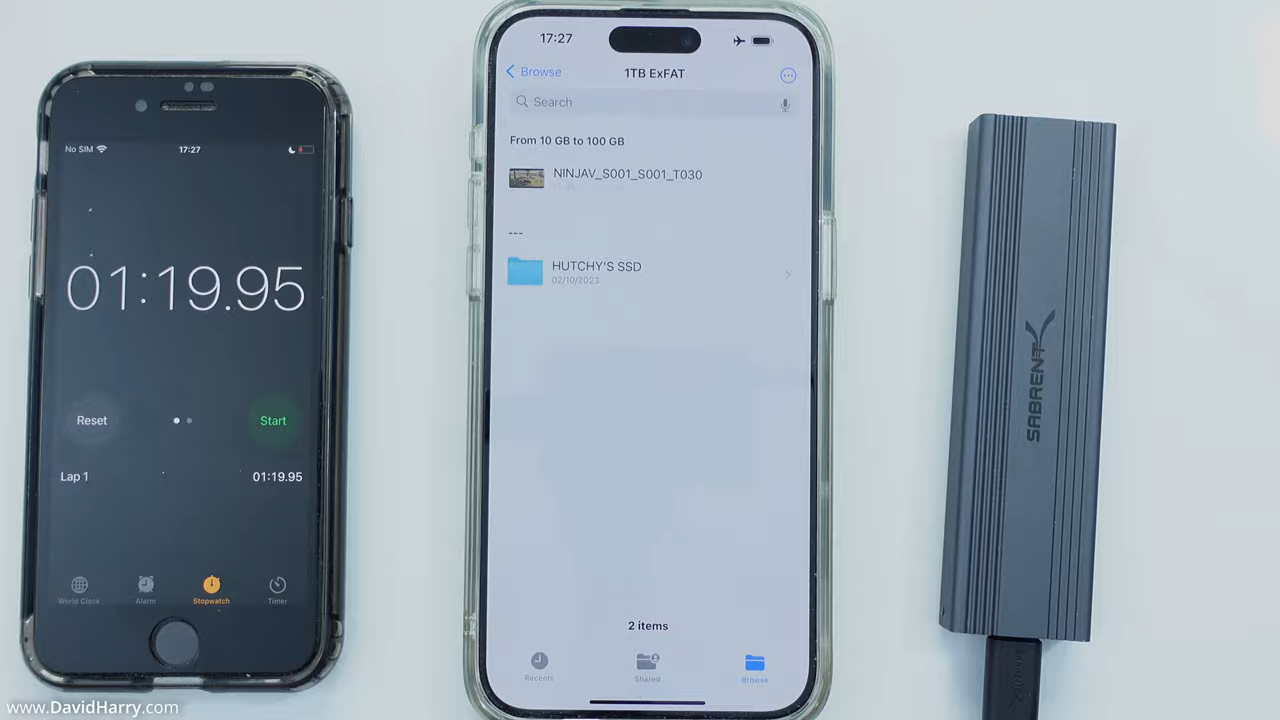 No SIM
17:27
01:19.95
Reset
Start
Lap 1
01:19.95
World Clock
Alarm
Stopwatch
Timer
17:27
Browse
1TB ExFAT
Search
From 10 GB to 100 GB
NINJAV_S001_S001_T030
---
HUTCHY'S SSD
02/10/2023
2 items
Recents
Shared
Browse
SABRENT
www.DavidHarry.com